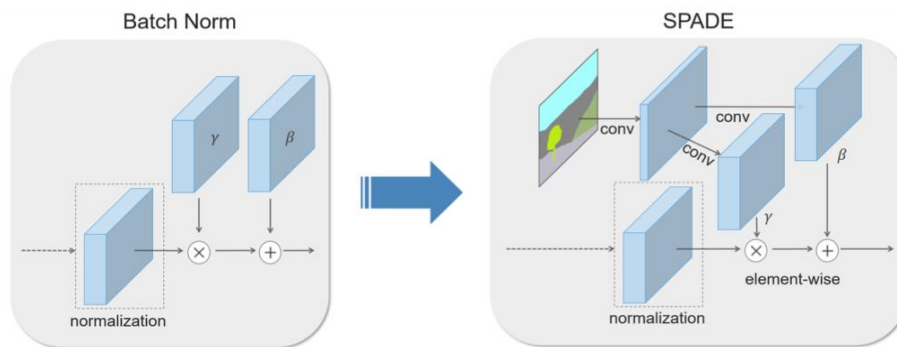 Batch Norm
γ
β
normalization
SPADE
conv
conv
conv
β
γ
element-wise
normalization